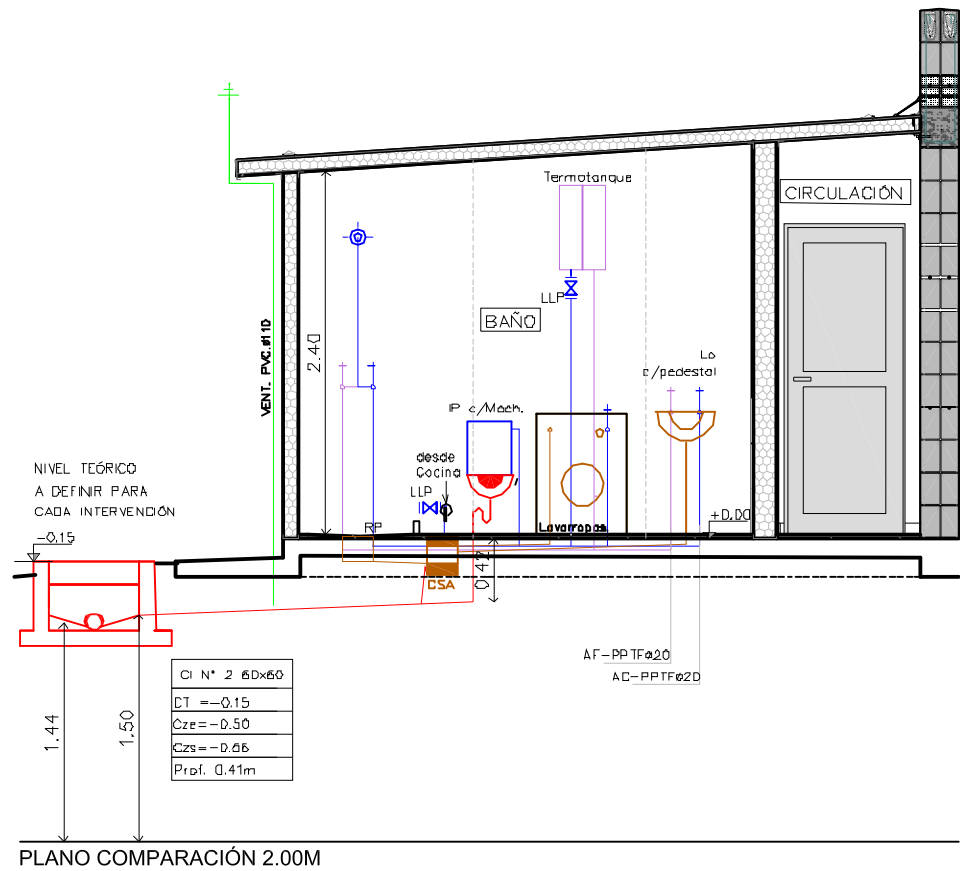 Termotanque
CIRCULACIÓN
LLP
BAÑO
VENT. PVC.Ø110
2.40
Lo
c/pedestal
IP c/Moch.
desde
Cocina
LLP
NIVEL TEÓRICO
A DEFINIR PARA
CADA INTERVENCIÓN
-0.15
RP
Lavarropas
+0.00
0.42
CSA
AF-PPTFØ20
AC-PPTFØ20
CI N° 2 60x60
CT =-0.15
Cze=-0.50
Czs=-0.56
Prof. 0.41m
1.44
1.50
PLANO COMPARACIÓN 2.00M